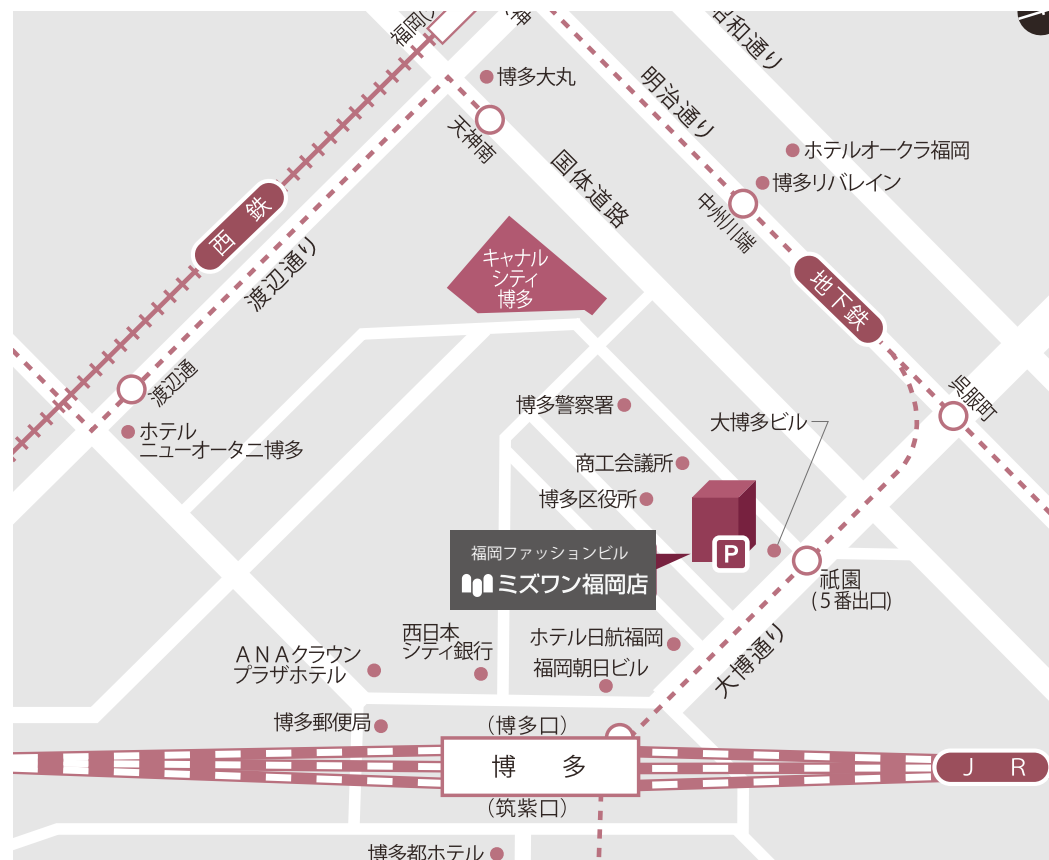 福岡(
神
昭和通り
博多大丸
明治通り
天神南
国体道路
ホテルオークラ福岡
博多リバレイン
中州川端
西 鉄
渡辺通り
キャナル
シティ
博多
地下鉄
渡辺通
呉服町
博多警察署
大博多ビル
ホテル
ニューオータニ博多
商工会議所
博多区役所
福岡ファッションビル
ミズワン福岡店
P
祇園
(5番出口)
西日本
シティ銀行
ホテル日航福岡
大博通り
ANAクラウン
プラザホテル
福岡朝日ビル
博多郵便局
(博多口)
博 多
J R
(筑紫口)
博多都ホテル